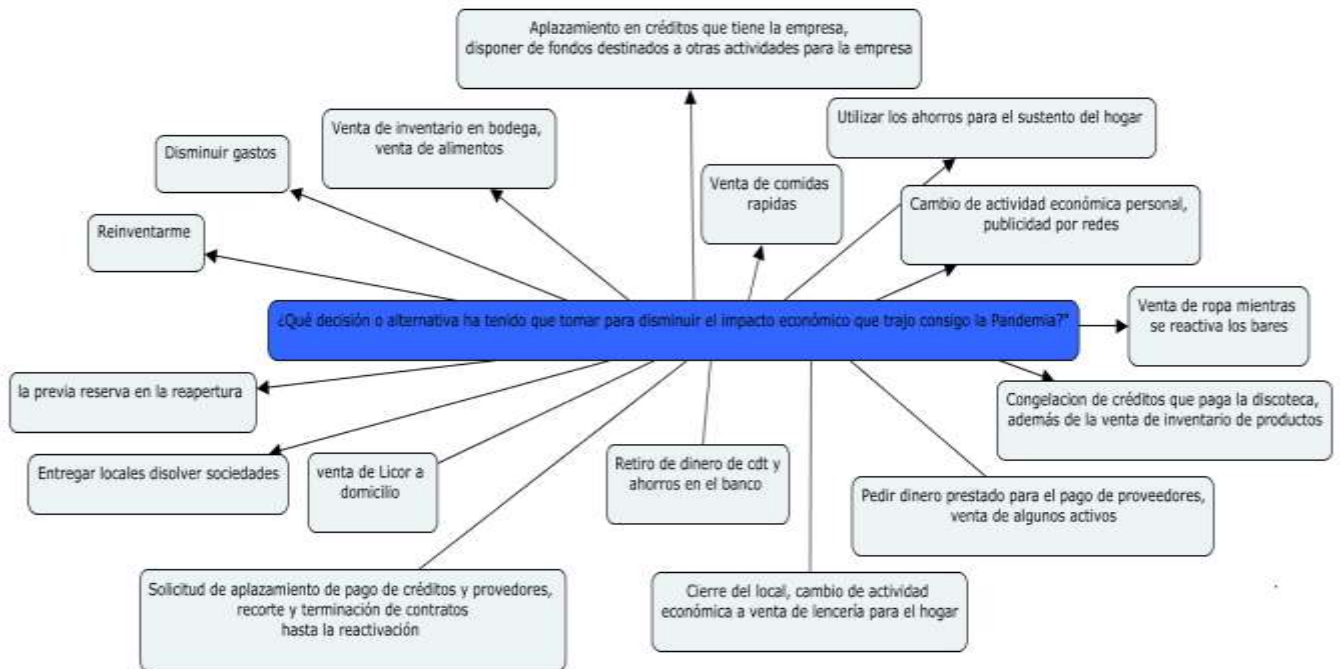 Aplazamiento en créditos que tiene la empresa,
disponer de fondos destinados a otras actividades para la empresa
Venta de inventario en bodega,
venta de alimentos
Utilizar los ahorros para el sustento del hogar
Disminuir gastos
Venta de comidas
rapidas
Cambio de actividad económica personal,
publicidad por redes
Reinventarme
¿Qué decisión o alternativa ha tenido que tomar para disminuir el impacto económico que trajo consigo la Pandemia?"
Venta de ropa mientras
se reactiva los bares
la previa reserva en la reapertura
Congelacion de créditos que paga la discoteca,
además de la venta de inventario de productos
Entregar locales disolver sociedades
venta de Licor a
domicilio
Retiro de dinero de cdt y
ahorros en el banco
Pedir dinero prestado para el pago de proveedores,
venta de algunos activos
Solicitud de aplazamiento de pago de créditos y provedores,
recorte y terminación de contratos
hasta la reactivación
Cierre del local, cambio de actividad
económica a venta de lencería para el hogar